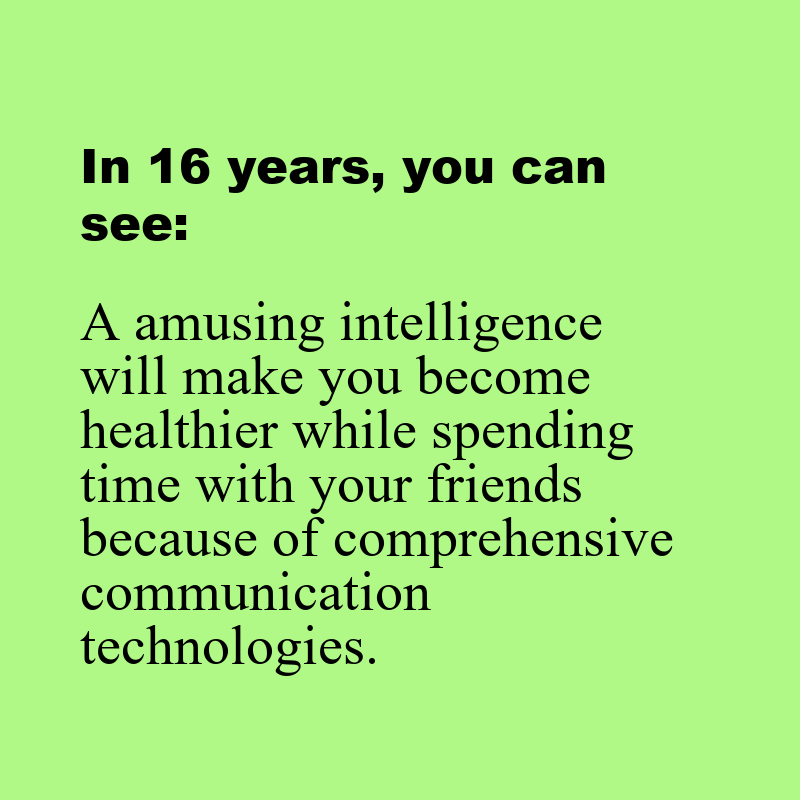 In 16 years, you can
see:
A amusing intelligence
will make you become
healthier while spending
time with your friends
because of comprehensive
communication
technologies.